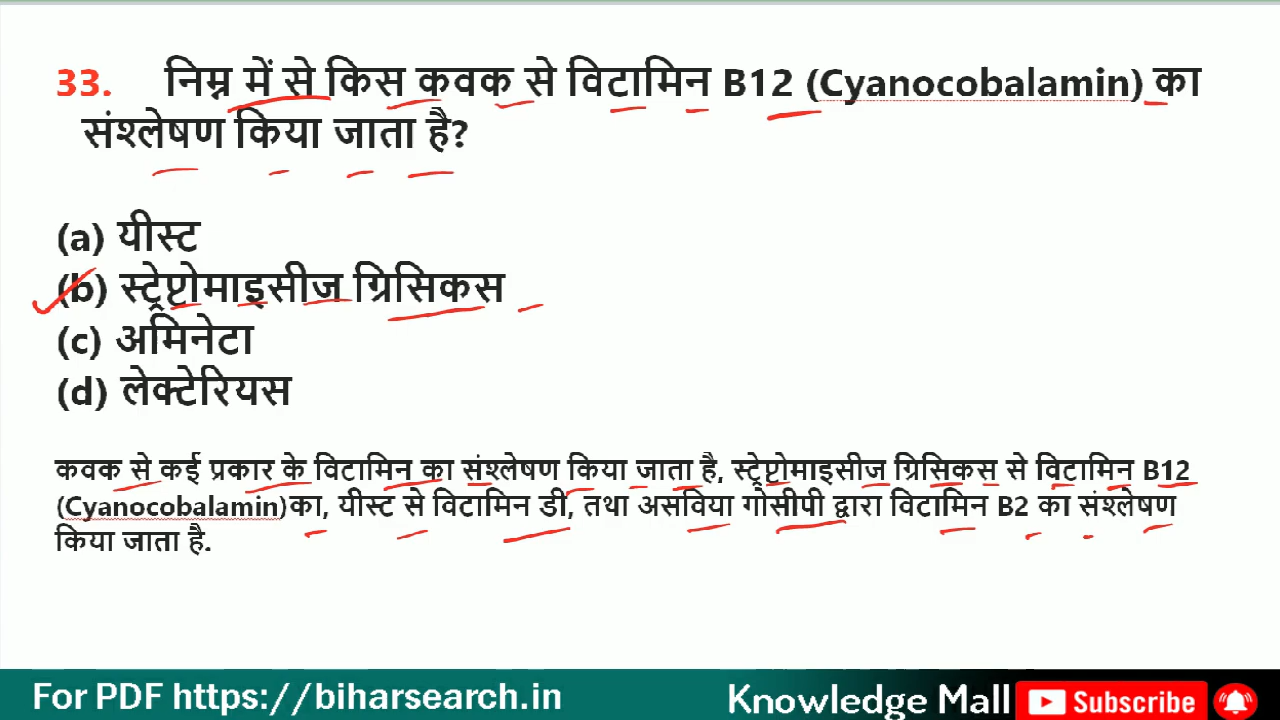 33. निम्न में से किस कवक से विटामिन B12 (Cyanocobalamin) का
संश्लेषण किया जाता है?
(a) यीस्ट
(b) स्ट्रेप्टोमाइसीज ग्रिसिकस
(c) अमिनेटा
(d) लेक्टेरियस
कवक से कई प्रकार के विटामिन का संश्लेषण किया जाता है, स्ट्रेप्टोमाइसीज ग्रिसिकस से विटामिन B12
(Cyanocobalamin)का, यीस्ट से विटामिन डी, तथा असविया गोसीपी द्वारा विटामिन B2 का संश्लेषण
किया जाता है.
For PDF https://biharsearch.in Knowledge Mall Subscribe